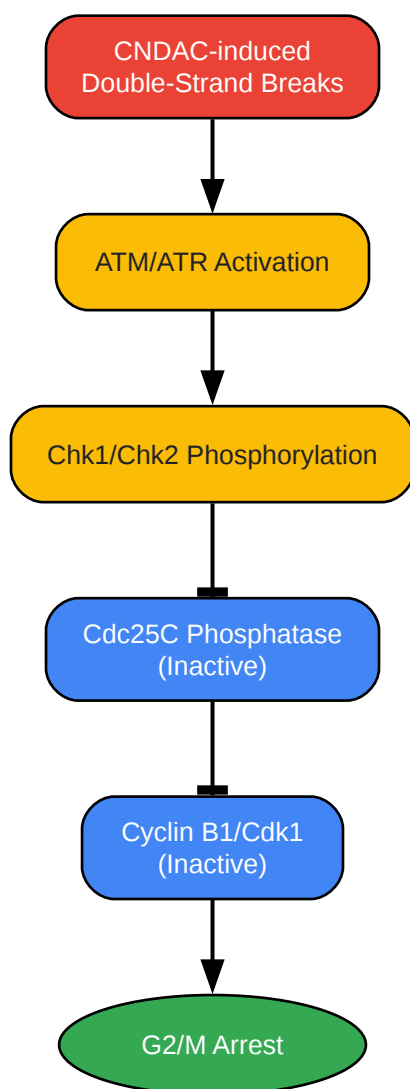 CNDAC-induced
Double-Strand Breaks
ATM/ATR Activation
Chk1/Chk2 Phosphorylation
Cdc25C Phosphatase
(Inactive)
Cyclin B1/Cdk1
(Inactive)
G2/M Arrest